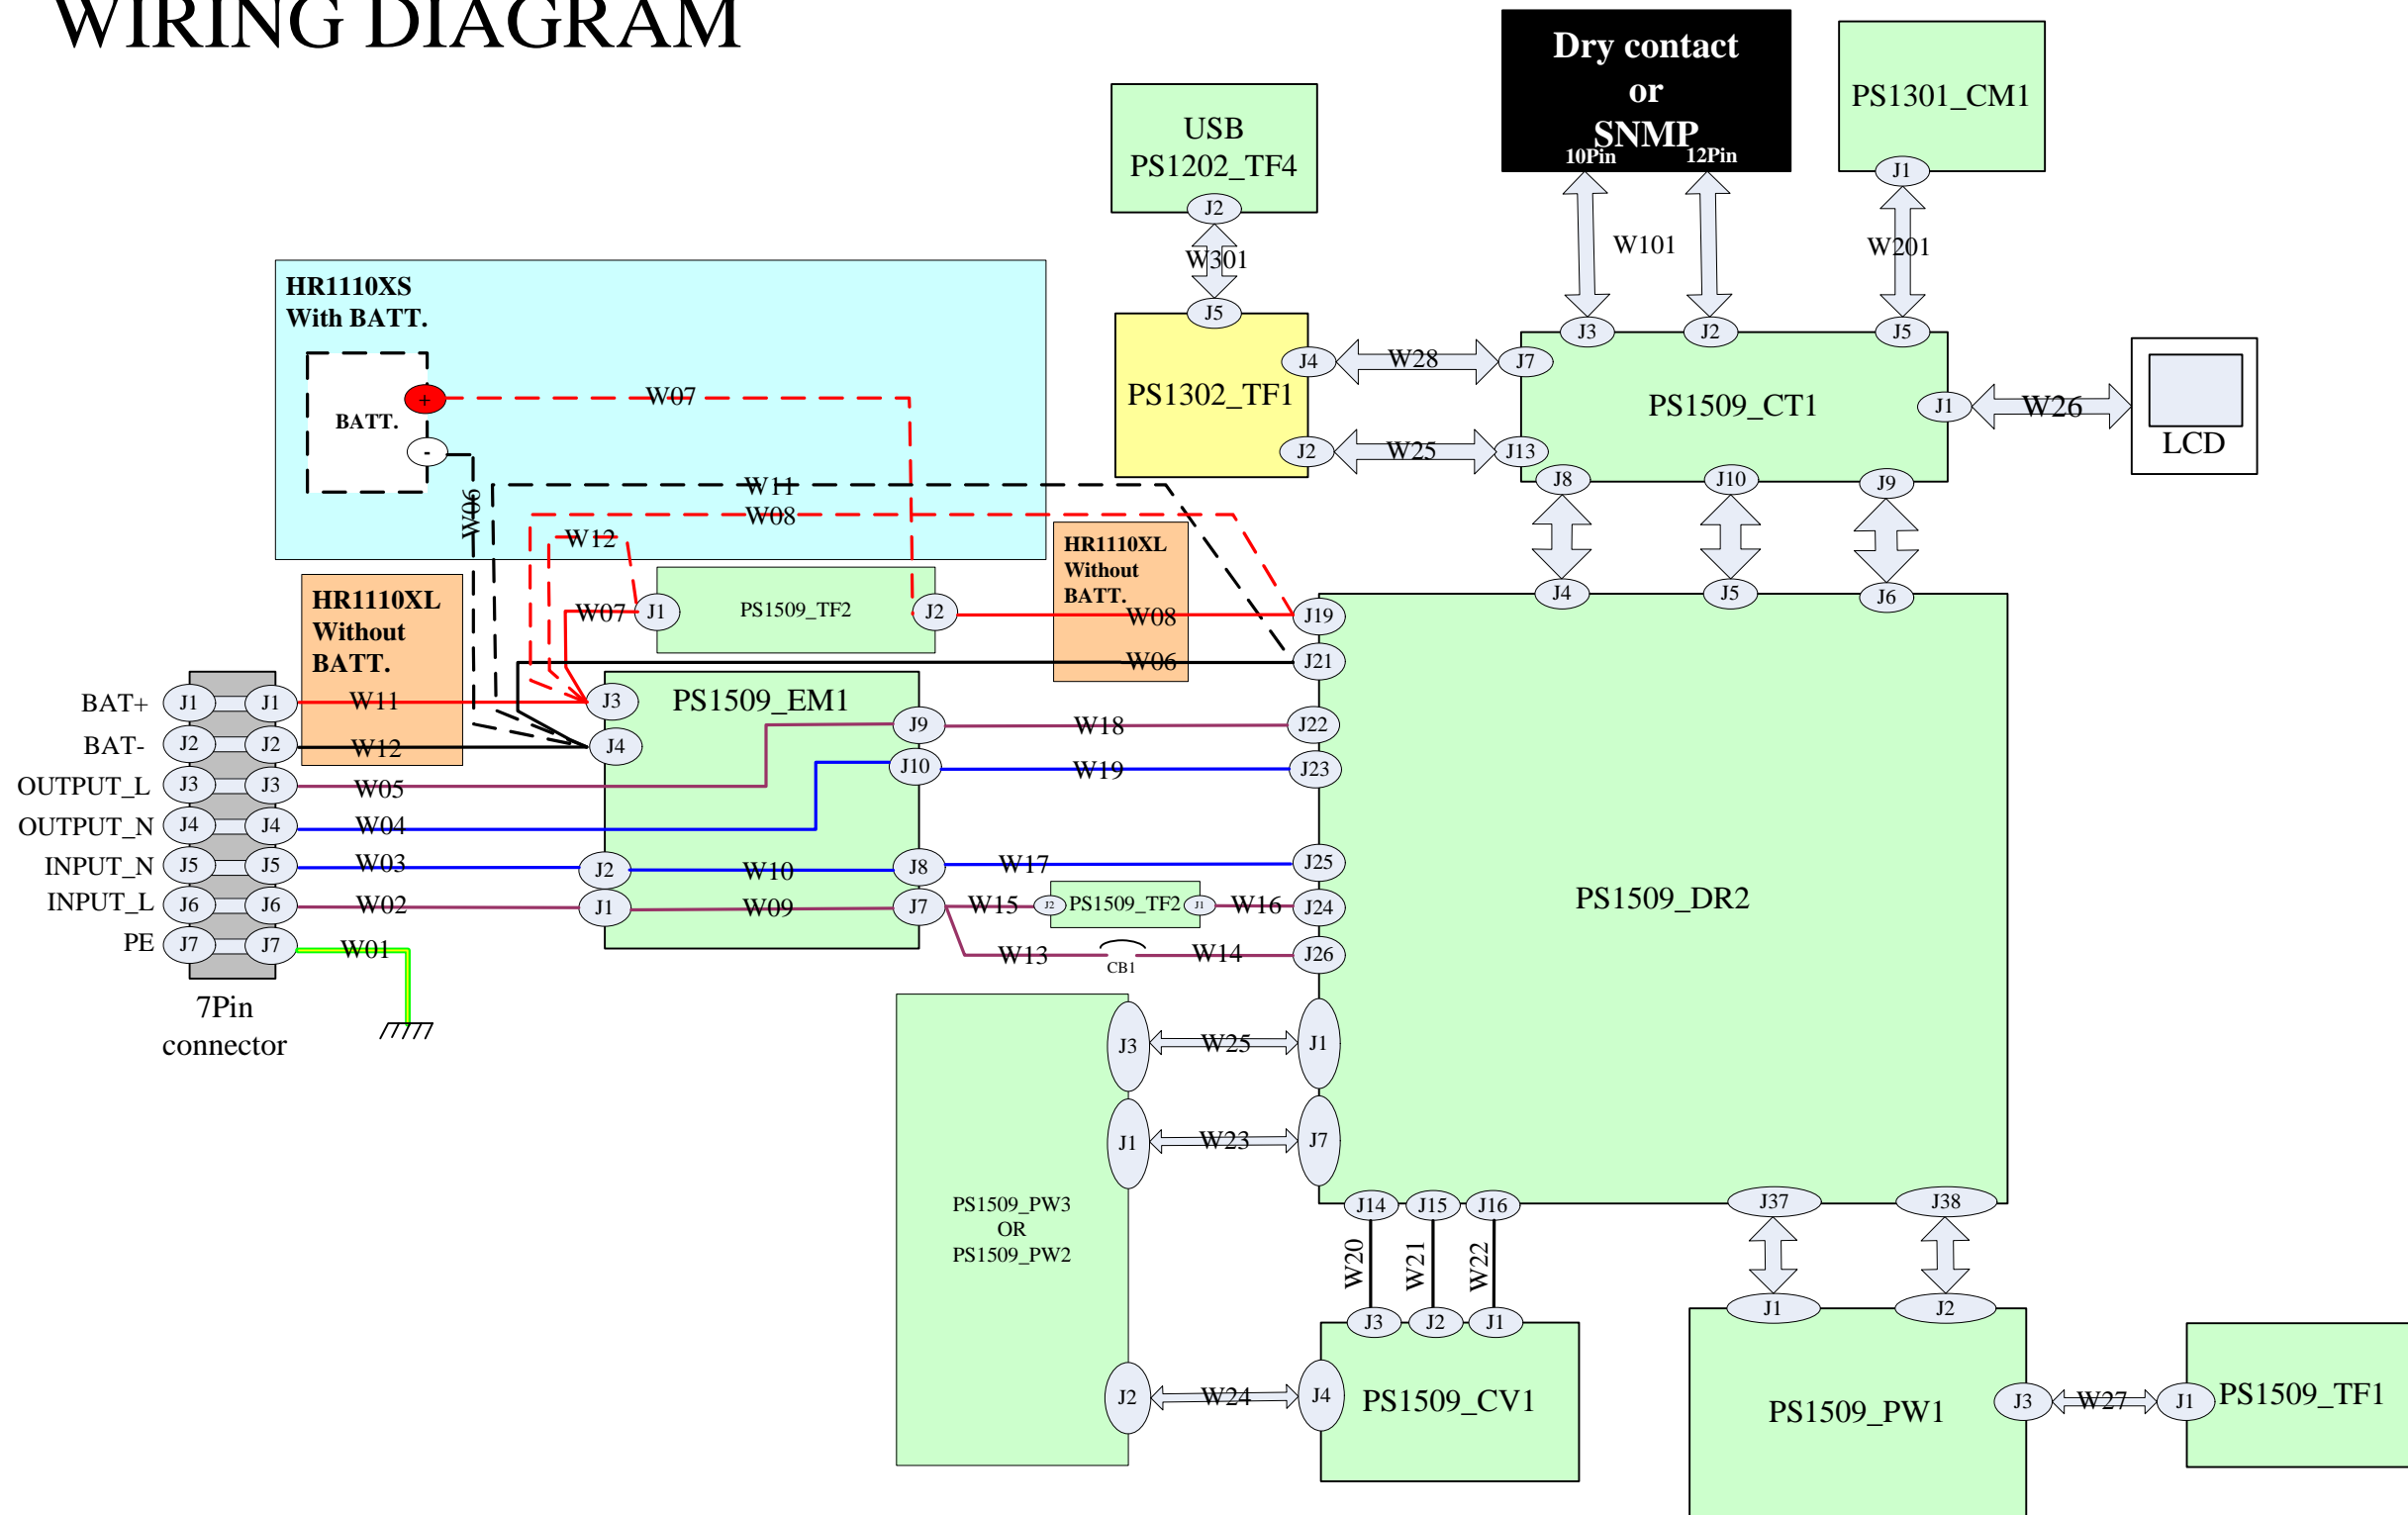 WIRING DIAGRAM
Dry contact
or
SNMP
10Pin
12Pin
PS1301_CM1
J1
USB
PS1202_TF4
J2
W301
W101
W201
HR1110XS
With BATT.
J5
J3
J2
J5
PS1302_TF1
J4
W28
J7
PS1509_CT1
J1
W26
LCD
J2
W25
J13
J8
J10
J9
BATT.
+
-
W07
W06
W11
W08
W12
HR1110XL
Without
BATT.
HR1110XL
Without
BATT.
W07
J1
PS1509_TF2
J2
W08
J19
W06
J21
J4
J5
J6
BAT+
J1
J1
W11
J3
PS1509_EM1
BAT-
J2
J2
W12
J4
J9
W18
J22
OUTPUT_L
J3
J3
W05
J10
W19
J23
OUTPUT_N
J4
J4
W04
INPUT_N
J5
J5
W03
J2
W10
J8
W17
J25
INPUT_L
J6
J6
W02
J1
W09
J7
W15
J2
PS1509_TF2
J1
W16
J24
PE
J7
J7
W01
W13
CB1
W14
J26
PS1509_DR2
7Pin
connector
J3
W25
J1
J1
W23
J7
PS1509_PW3
OR
PS1509_PW2
J14
J15
J16
J37
J38
W20
W21
W22
J3
J2
J1
J1
J2
J2
W24
J4
PS1509_CV1
PS1509_PW1
J3
W27
J1
PS1509_TF1